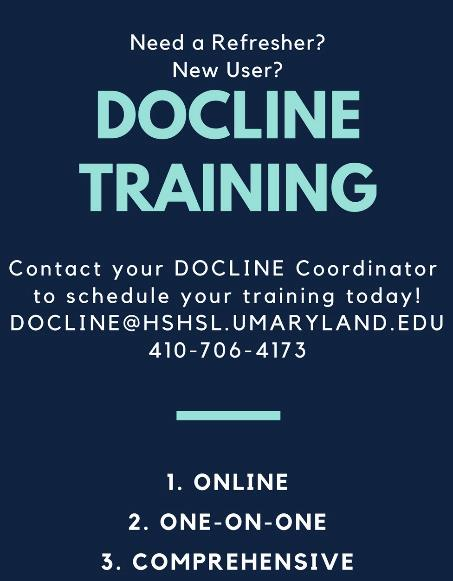 Need a Refresher?
New User?
DOCLINE
TRAINING
Contact your DOCLINE Coordinator
to schedule your training today!
DOCLINE@HSHSL.UMARYLAND.EDU
410-706-4173
1. ONLINE
2. ONE-ON-ONE
3. COMPREHENSIVE